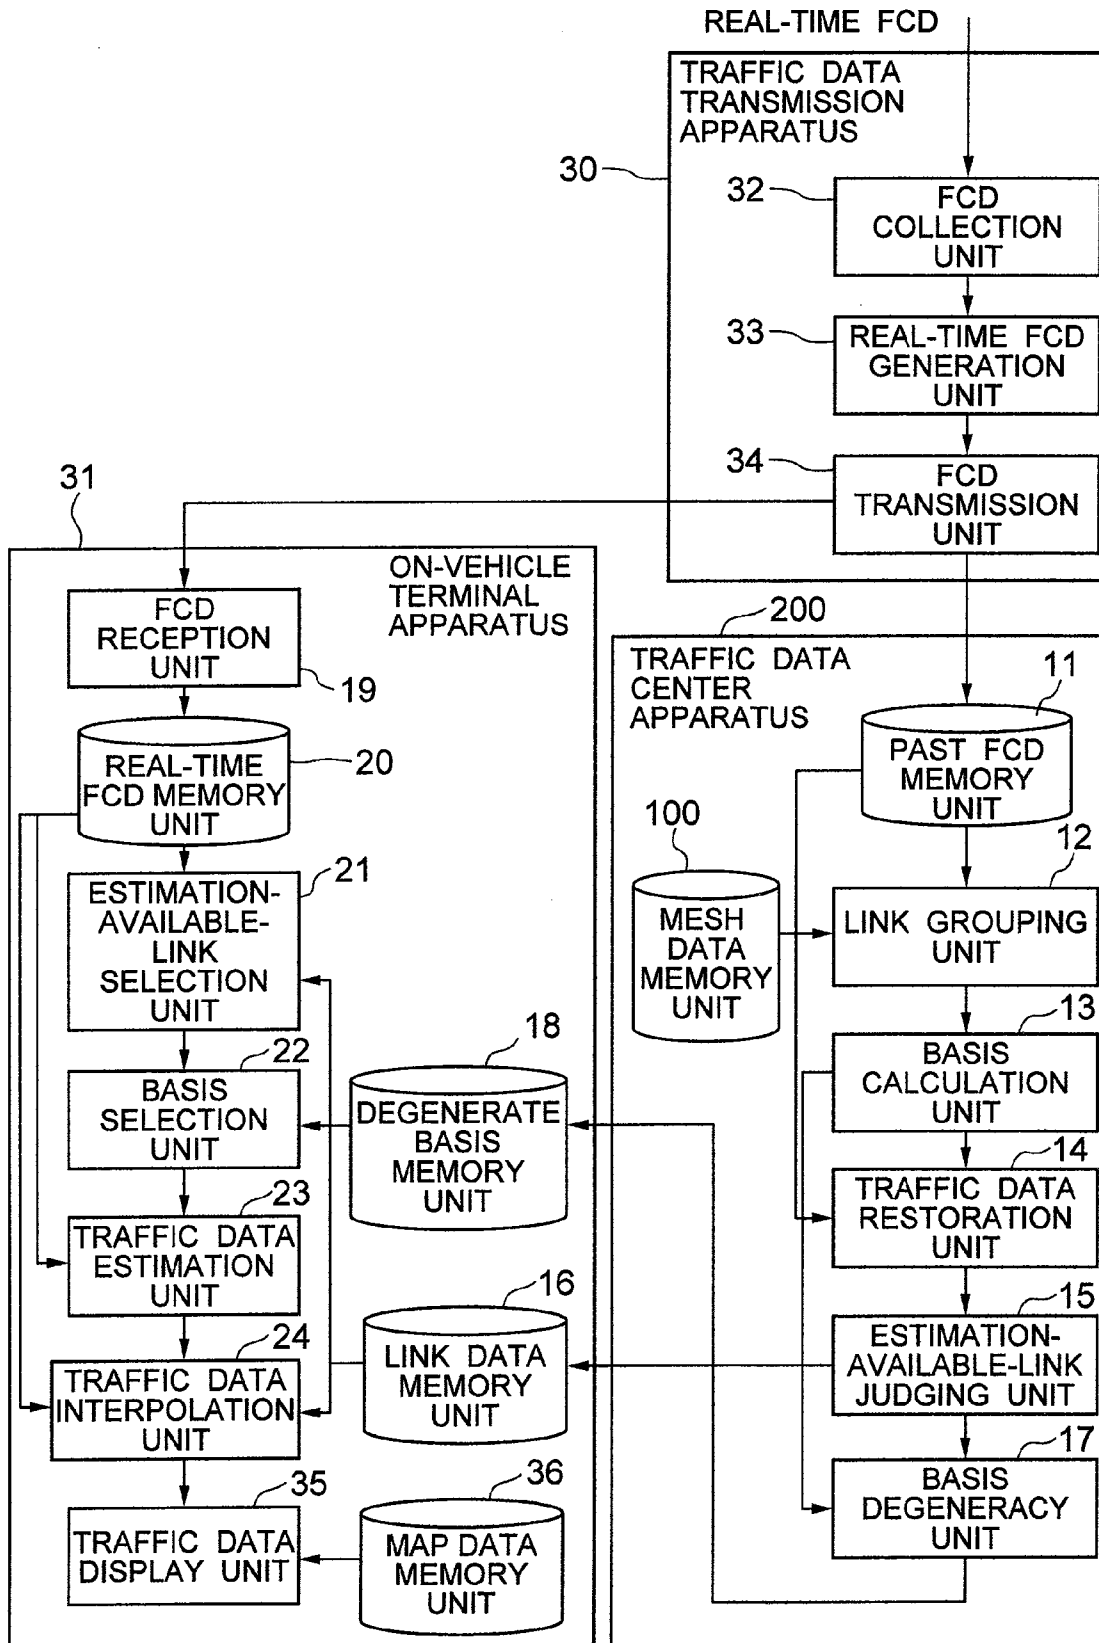 REAL-TIME FCD
TRAFFIC DATA
TRANSMISSION
APPARATUS
30
32
FCD
COLLECTION
UNIT
33
REAL-TIME FCD
GENERATION
UNIT
34
FCD
TRANSMISSION
UNIT
31
ON-VEHICLE
TERMINAL
APPARATUS
FCD
RECEPTION
UNIT
19
REAL-TIME
FCD MEMORY
UNIT
20
ESTIMATION-
AVAILABLE-
LINK
SELECTION
UNIT
21
BASIS
SELECTION
UNIT
22
TRAFFIC DATA
ESTIMATION
UNIT
23
TRAFFIC DATA
INTERPOLATION
UNIT
24
TRAFFIC DATA
DISPLAY UNIT
35
18
DEGENERATE
BASIS
MEMORY
UNIT
16
LINK DATA
MEMORY
UNIT
36
MAP DATA
MEMORY
UNIT
200
TRAFFIC DATA
CENTER
APPARATUS
11
PAST FCD
MEMORY
UNIT
100
MESH
DATA
MEMORY
UNIT
12
LINK GROUPING
UNIT
13
BASIS
CALCULATION
UNIT
14
TRAFFIC DATA
RESTORATION
UNIT
15
ESTIMATION-
AVAILABLE-LINK
JUDGING UNIT
17
BASIS
DEGENERACY
UNIT